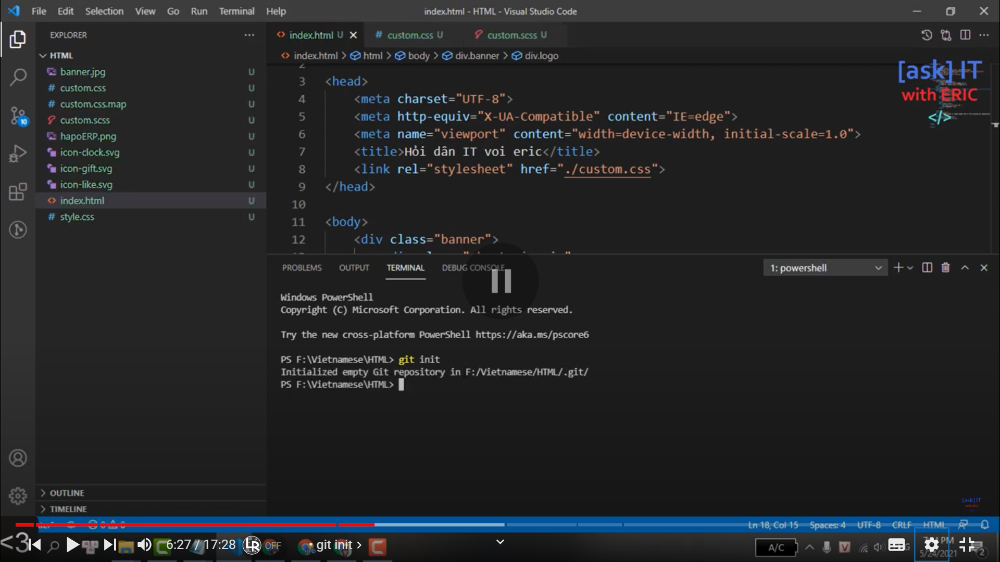 File Edit Selection View Go Run Terminal Help
index.html - HTML - Visual Studio Code
EXPLORER
HTML
banner.jpg U
custom.css U
custom.css.map U
custom.scss U
hapoERP.png U
icon-clock.svg U
icon-gift.svg U
icon-like.svg U
index.html U
style.css U
10
OUTLINE
TIMELINE
index.html U custom.css U custom.scss U
index.html > html > body > div.banner > div.logo
[ask] IT
with ERIC
</>
2
3 <head>
4 <meta charset="UTF-8">
5 <meta http-equiv="X-UA-Compatible" content="IE=edge">
6 <meta name="viewport" content="width=device-width, initial-scale=1.0">
7 <title>Hỏi dân IT voi eric</title>
8 <link rel="stylesheet" href="./custom.css">
9 </head>
10
11 <body>
12 <div class="banner">
PROBLEMS OUTPUT TERMINAL DEBUG CONSOLE
1: powershell
Windows PowerShell
Copyright (C) Microsoft Corporation. All rights reserved.
Try the new cross-platform PowerShell https://aka.ms/pscore6
PS F:\Vietnamese\HTML> git init
Initialized empty Git repository in F:/Vietnamese/HTML/.git/
PS F:\Vietnamese\HTML>
[ask] IT
with ERIC
Ln 18, Col 15 Spaces: 4 UTF-8 CRLF HTML
<3
6:27 / 17:28
OFF
git init >
A/C
V
PM
5/24/2021
2